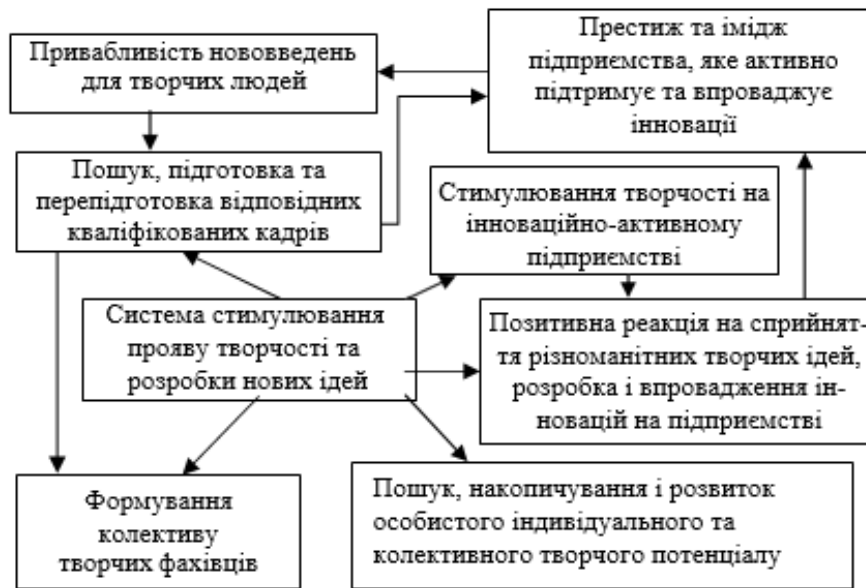 Привабливість нововведень
для творчих людей
Престиж та імідж
підприємства, яке активно
підтримує та впроваджує
інновації
Пошук, підготовка та
перепідготовка відповідних
кваліфікованих кадрів
Стимулювання творчості на
інноваційно-активному
підприємстві
Система стимулювання
прояву творчості та
розробки нових ідей
Позитивна реакція на сприйнят-
тя різноманітних творчих ідей,
розробка і впровадження ін-
новацій на підприємстві
Формування
колективу
творчих фахівців
Пошук, накопичування і розвиток
особистого індивідуального та
колективного творчого потенціалу